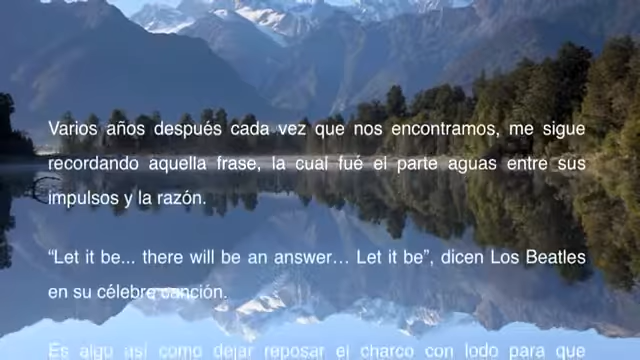 Varios años después cada vez que nos encontramos, me sigue
recordando aquella frase, la cual fué el parte aguas entre sus
impulsos y la razón.
“Let it be... there will be an answer… Let it be”, dicen Los Beatles
en su célebre canción.
Es algo así como dejar reposar el charco con lodo para que